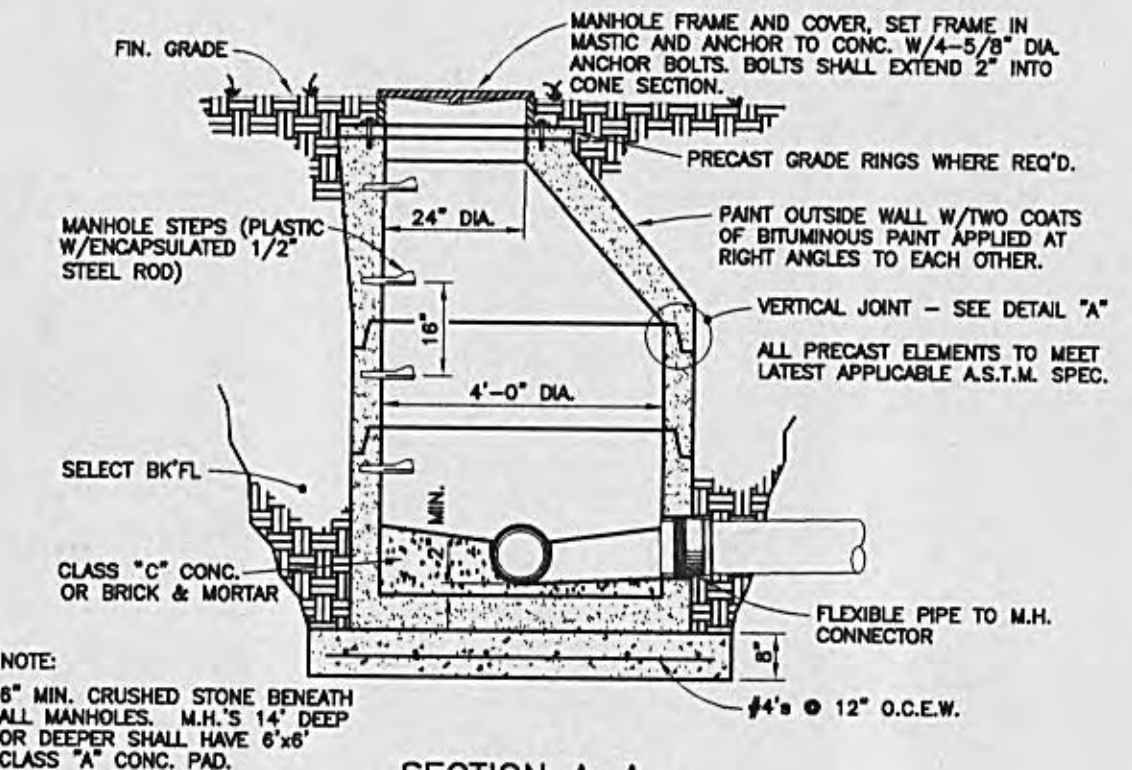 MANHOLE FRAME AND COVER, SET FRAME IN
MASTIC AND ANCHOR TO CONC. W/4-5/8" DIA.
ANCHOR BOLTS. BOLTS SHALL EXTEND 2" INTO
CONE SECTION.
FIN. GRADE
PRECAST GRADE RINGS WHERE REQ'D.
MANHOLE STEPS (PLASTIC
W/ENCAPSULATED 1/2"
STEEL ROD)
24" DIA.
PAINT OUTSIDE WALL W/TWO COATS
OF BITUMINOUS PAINT APPLIED AT
RIGHT ANGLES TO EACH OTHER.
16"
VERTICAL JOINT - SEE DETAIL "A"
ALL PRECAST ELEMENTS TO MEET
LATEST APPLICABLE A.S.T.M. SPEC.
4'-0" DIA.
SELECT BK'FL
MIN.
2"
CLASS "C" CONC.
OR BRICK & MORTAR
FLEXIBLE PIPE TO M.H.
CONNECTOR
8"
#4's @ 12" O.C.E.W.
NOTE:
6" MIN. CRUSHED STONE BENEATH
ALL MANHOLES. M.H.'S 14' DEEP
OR DEEPER SHALL HAVE 6'x6'
CLASS "A" CONC. PAD.
SECTION A-A